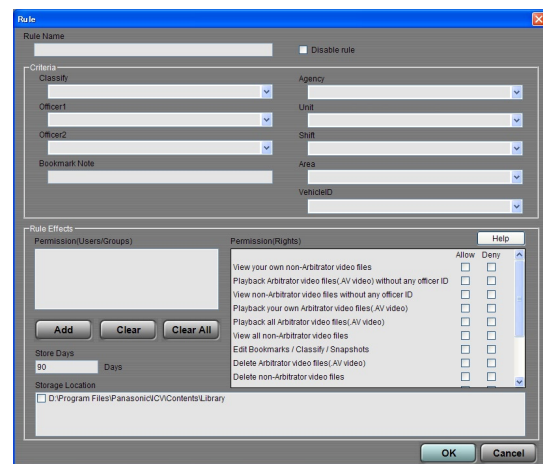 Rule
Rule Name
Disable rule
Criteria
Classify
Agency
Officer1
Unit
Officer2
Shift
Bookmark Note
Area
VehicleID
Rule Effects
Permission(Users/Groups)
Permission(Rights)
Help
Allow Deny
View your own non-Arbitrator video files
Playback Arbitrator video files(.AV video) without any officer ID
View non-Arbitrator video files without any officer ID
Playback your own Arbitrator video files(.AV video)
Playback all Arbitrator video files(.AV video)
View all non-Arbitrator video files
Edit Bookmarks / Classify / Snapshots
Delete Arbitrator video files(.AV video)
Delete non-Arbitrator video files
Add Clear Clear All
Store Days
90 Days
Storage Location
D:\Program Files\Panasonic\ICV\Contents\Library
OK Cancel